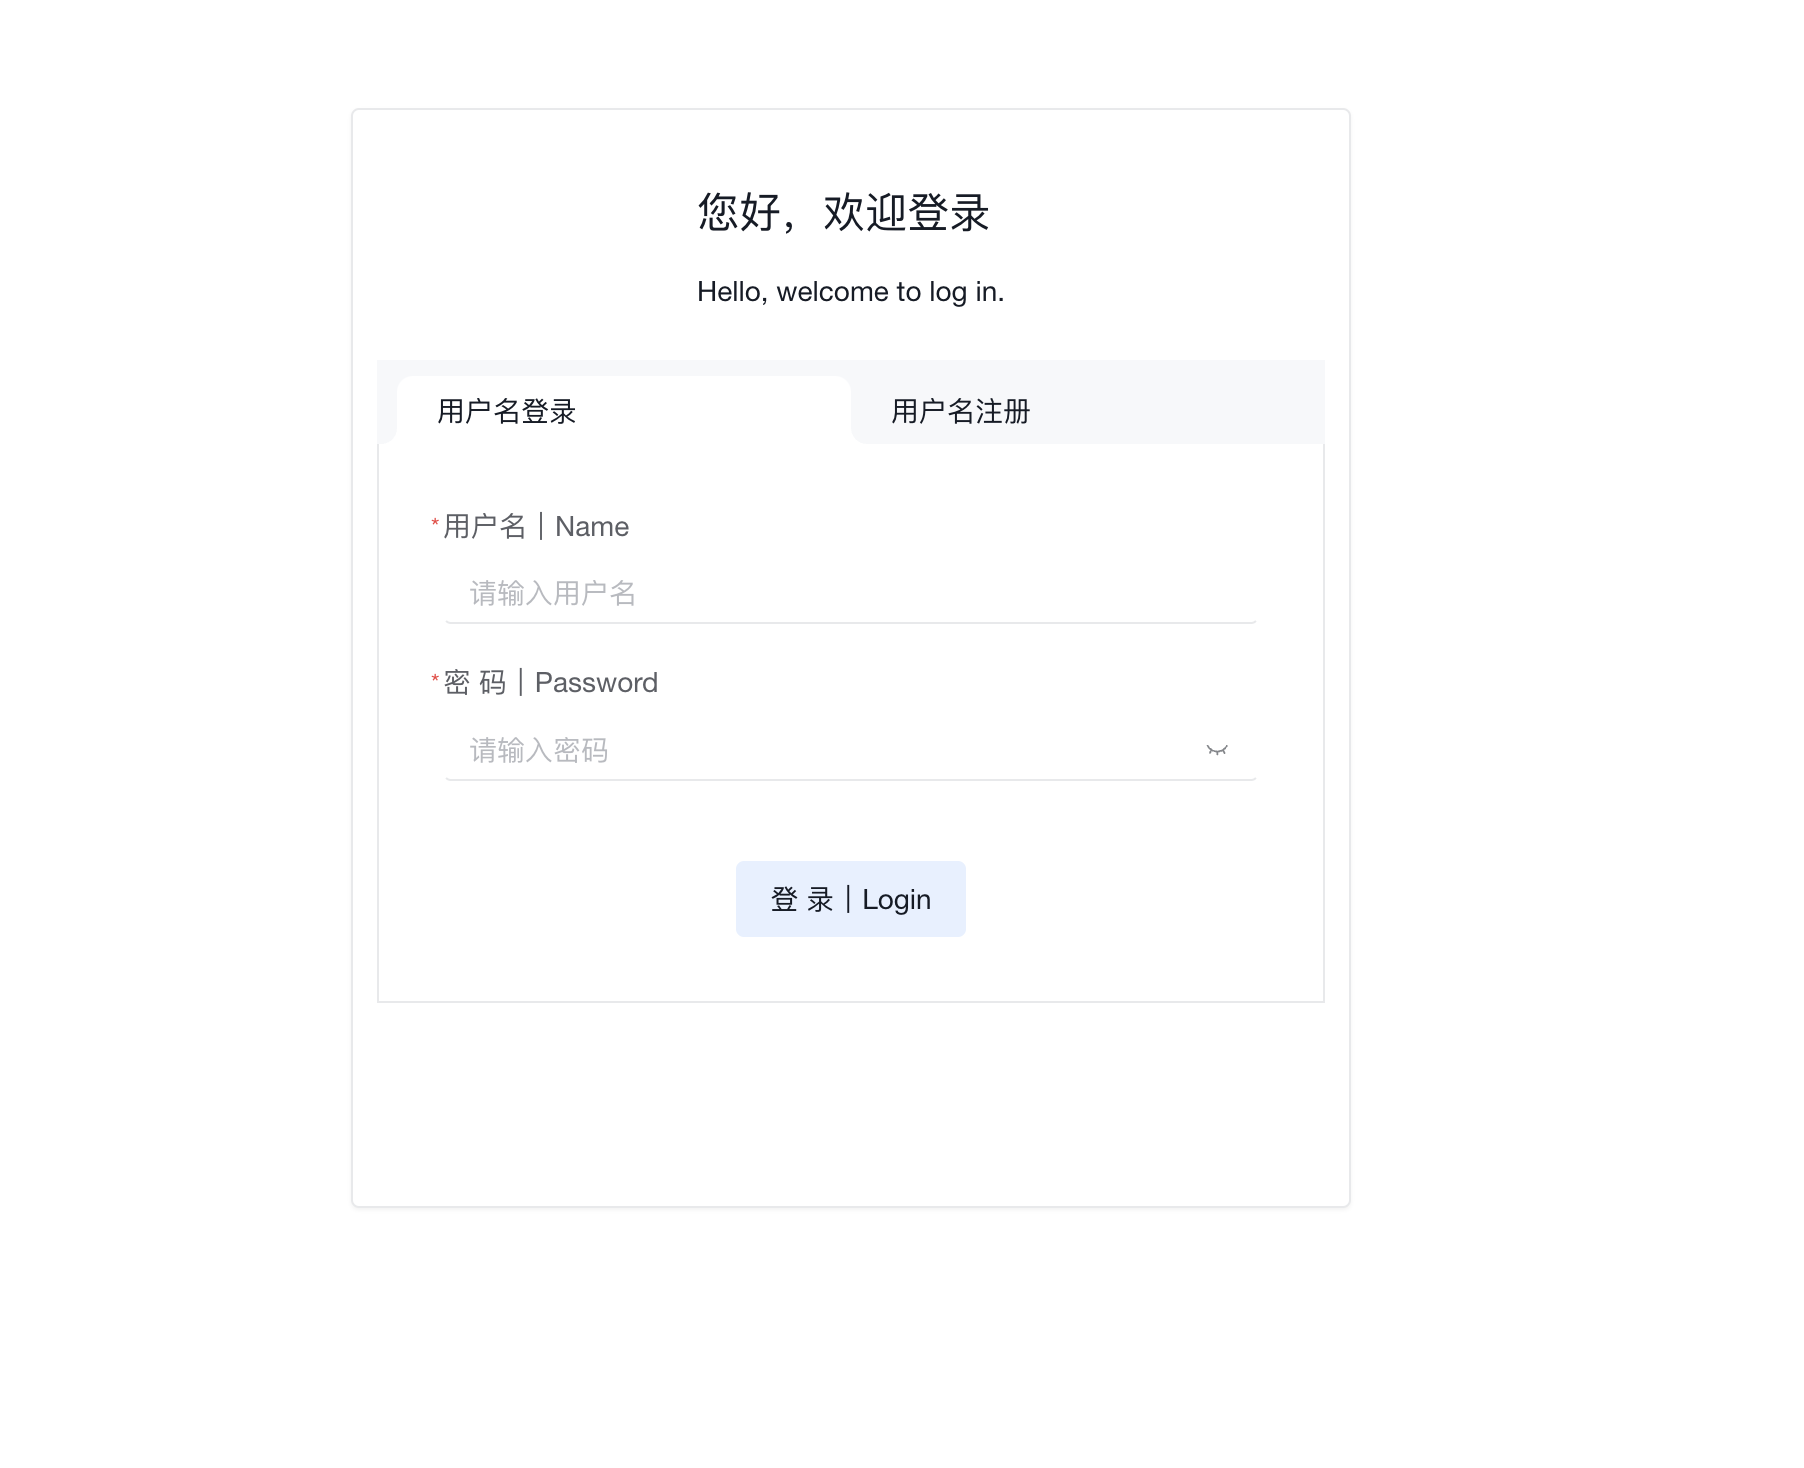 您好，欢迎登录
Hello, welcome to log in.
用户名登录 用户名注册
*用户名｜Name
请输入用户名
*密 码｜Password
请输入密码
登 录｜Login